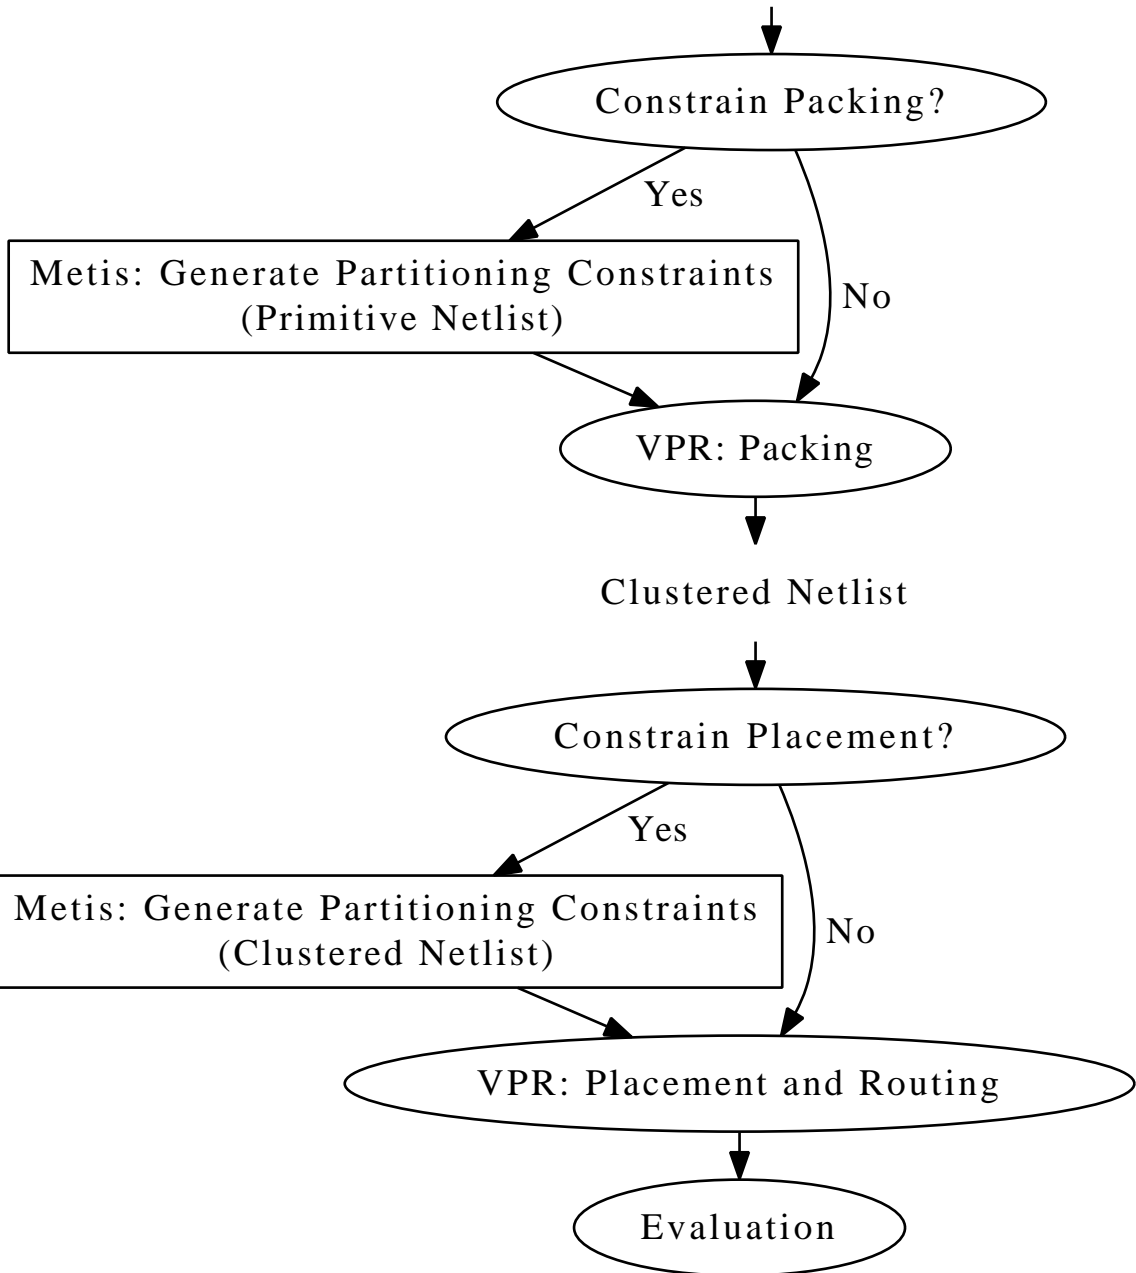 Constrain Packing?
Yes
Metis: Generate Partitioning Constraints
(Primitive Netlist)
No
VPR: Packing
Clustered Netlist
Constrain Placement?
Yes
Metis: Generate Partitioning Constraints
(Clustered Netlist)
No
VPR: Placement and Routing
Evaluation